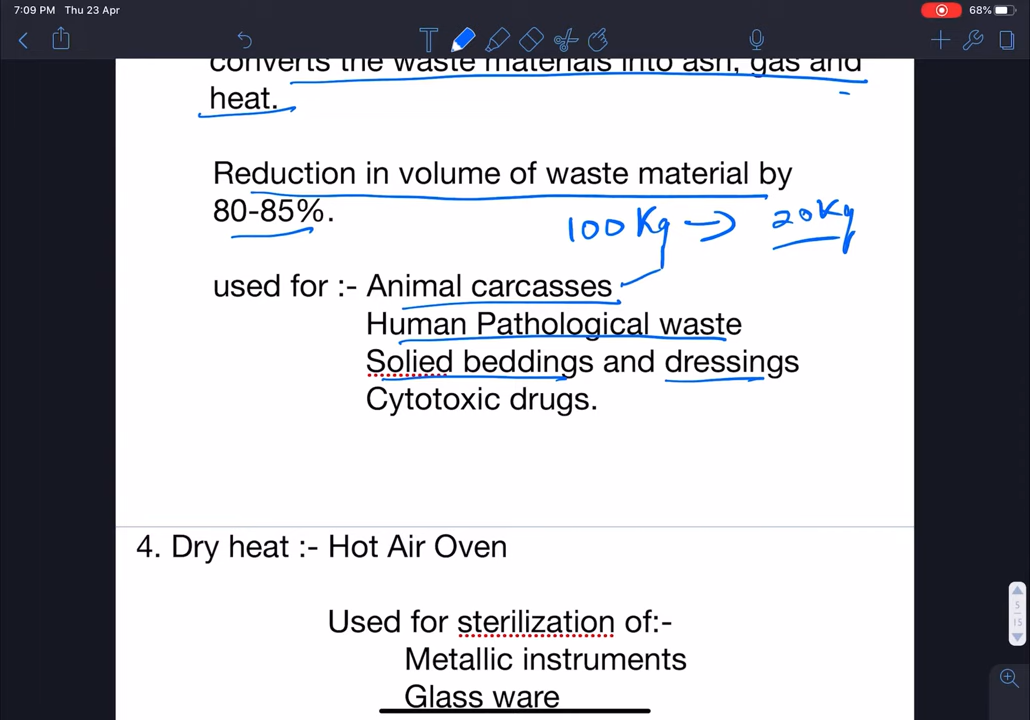 7:09 PM Thu 23 Apr
68%
T
converts the waste materials into ash, gas and
heat.
Reduction in volume of waste material by
80-85%.
100 Kg → 20 Kg
used for :- Animal carcasses
Human Pathological waste
Solied beddings and dressings
Cytotoxic drugs.
4. Dry heat :- Hot Air Oven
5
15
Used for sterilization of:-
Metallic instruments
Glass ware